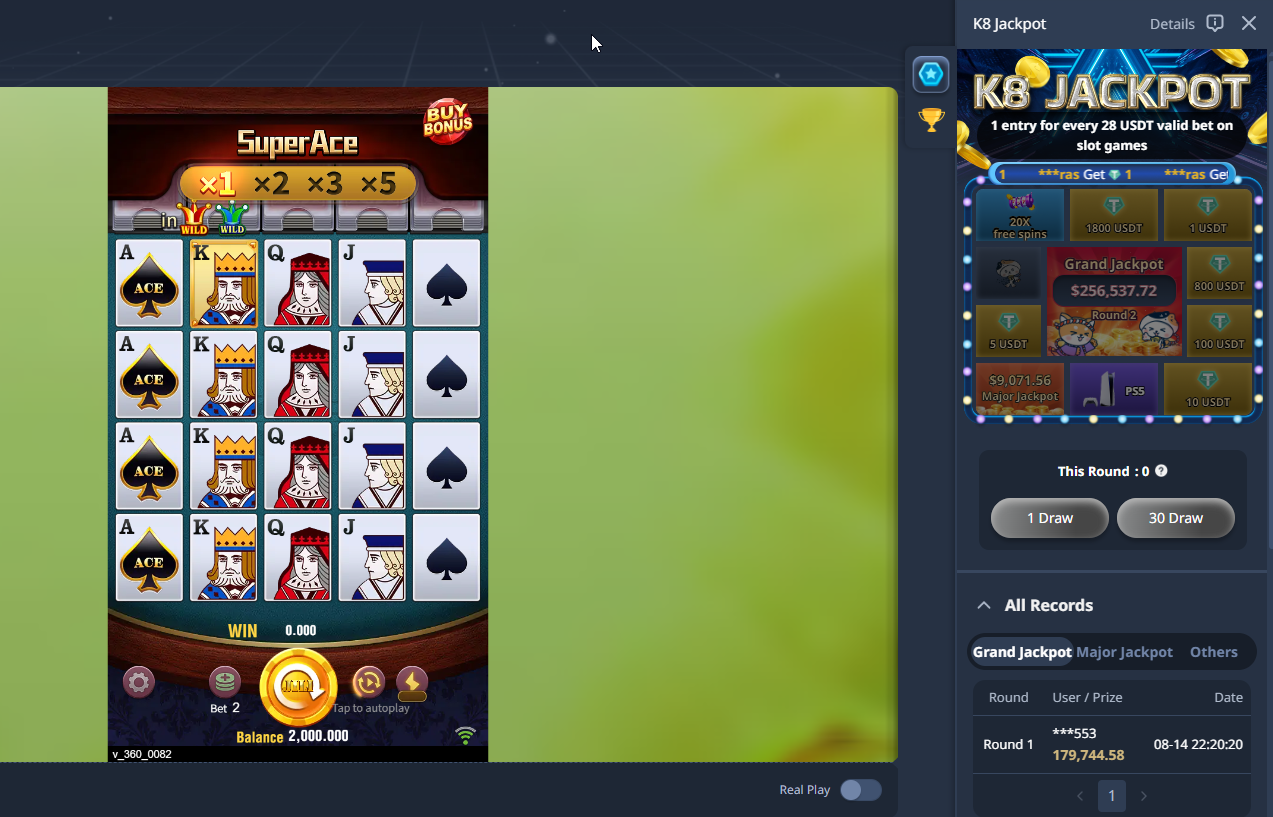 K8 Jackpot
Details
K8 JACKPOT
1 entry for every 28 USDT valid bet on
slot games
1 ***ras Get 1 ***ras Get
20X
free spins
1800 USDT
1 USDT
Grand Jackpot
$256,537.72
Round 2
800 USDT
5 USDT
100 USDT
$9,071.56
Major Jackpot
PS5
10 USDT
This Round : 0
1 Draw
30 Draw
All Records
Grand Jackpot
Major Jackpot
Others
Round
User / Prize
Date
Round 1
***553
179,744.58
08-14 22:20:20
1
BUY
BONUS
SuperAce
×1 ×2 ×3 ×5
in
WILD
WILD
A
ACE
K
Q
J
A
ACE
K
Q
J
A
ACE
K
Q
J
A
ACE
K
Q
J
WIN 0.000
Bet 2
Tap to autoplay
Balance 2,000.000
v_360_0082
Real Play